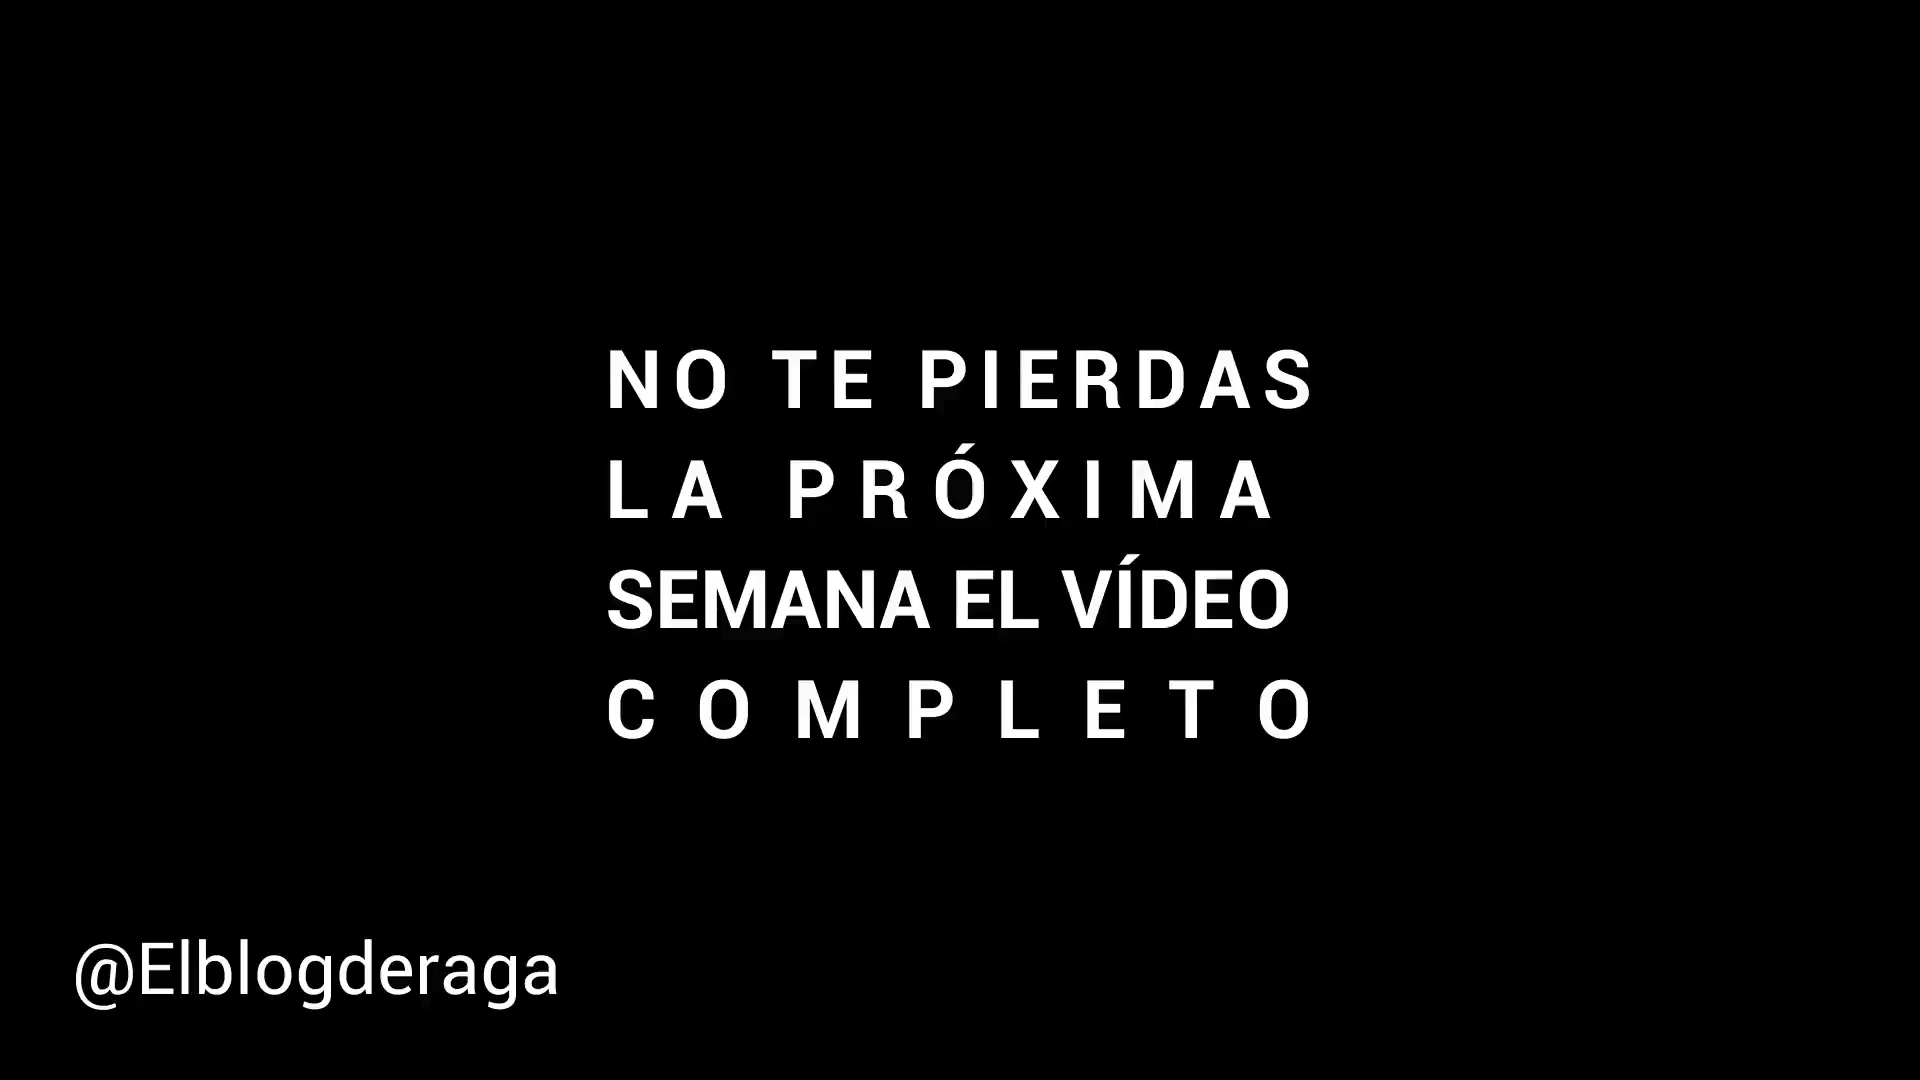 NO TE PIERDAS
LA PRÓXIMA
SEMANA EL VÍDEO
COMPLETO
@Elblogderaga